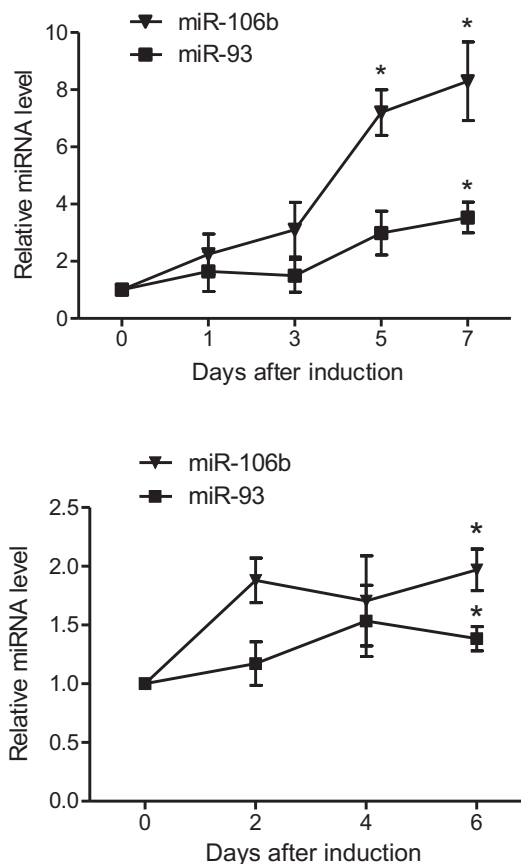 miR-106b
miR-93
Relative miRNA level
10
8
6
4
2
0
*
*
*
0 1 3 5 7
Days after induction
miR-106b
miR-93
Relative miRNA level
2.5
2.0
1.5
1.0
0.5
0.0
*
*
0 2 4 6
Days after induction